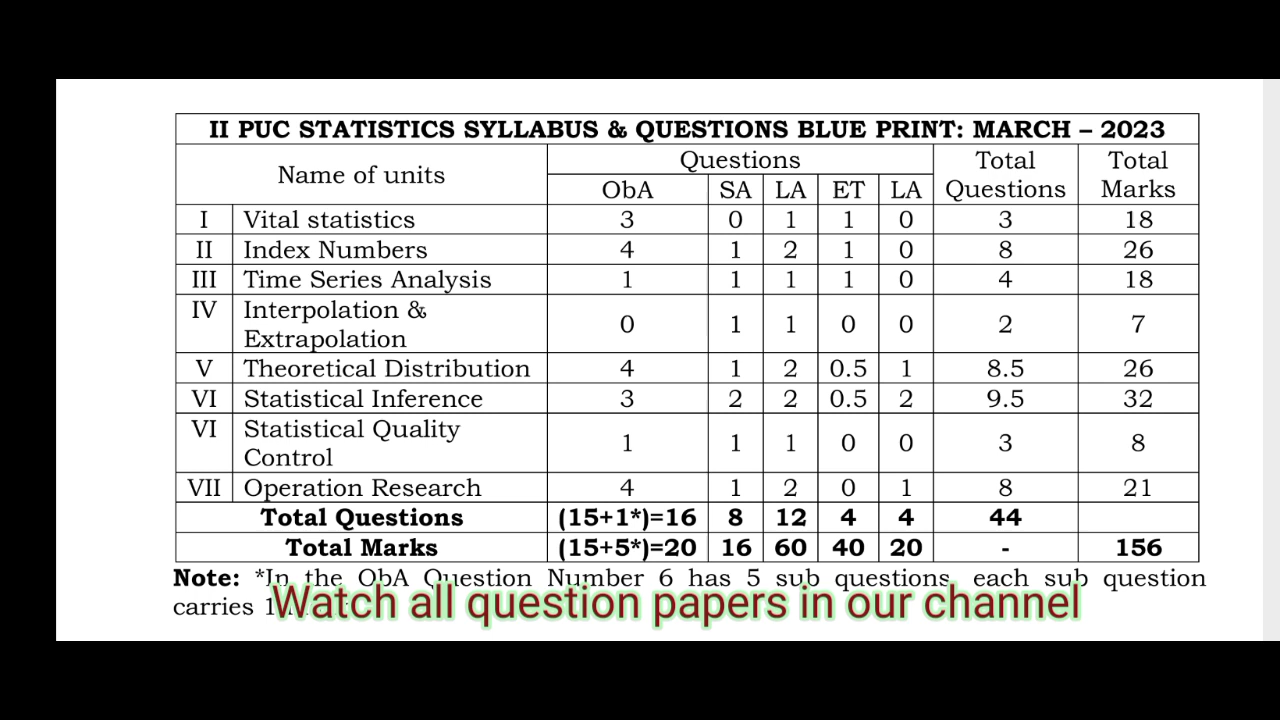 II PUC STATISTICS SYLLABUS & QUESTIONS BLUE PRINT: MARCH – 2023
Name of units Questions Total Questions Total Marks
ObA SA LA ET LA
I Vital statistics 3 0 1 1 0 3 18
II Index Numbers 4 1 2 1 0 8 26
III Time Series Analysis 1 1 1 1 0 4 18
IV Interpolation & Extrapolation 0 1 1 0 0 2 7
V Theoretical Distribution 4 1 2 0.5 1 8.5 26
VI Statistical Inference 3 2 2 0.5 2 9.5 32
VI Statistical Quality Control 1 1 1 0 0 3 8
VII Operation Research 4 1 2 0 1 8 21
Total Questions (15+1*)=16 8 12 4 4 44
Total Marks (15+5*)=20 16 60 40 20 - 156
Note: *In the ObA Question Number 6 has 5 sub questions, each sub question
carries 1
Watch all question papers in our channel